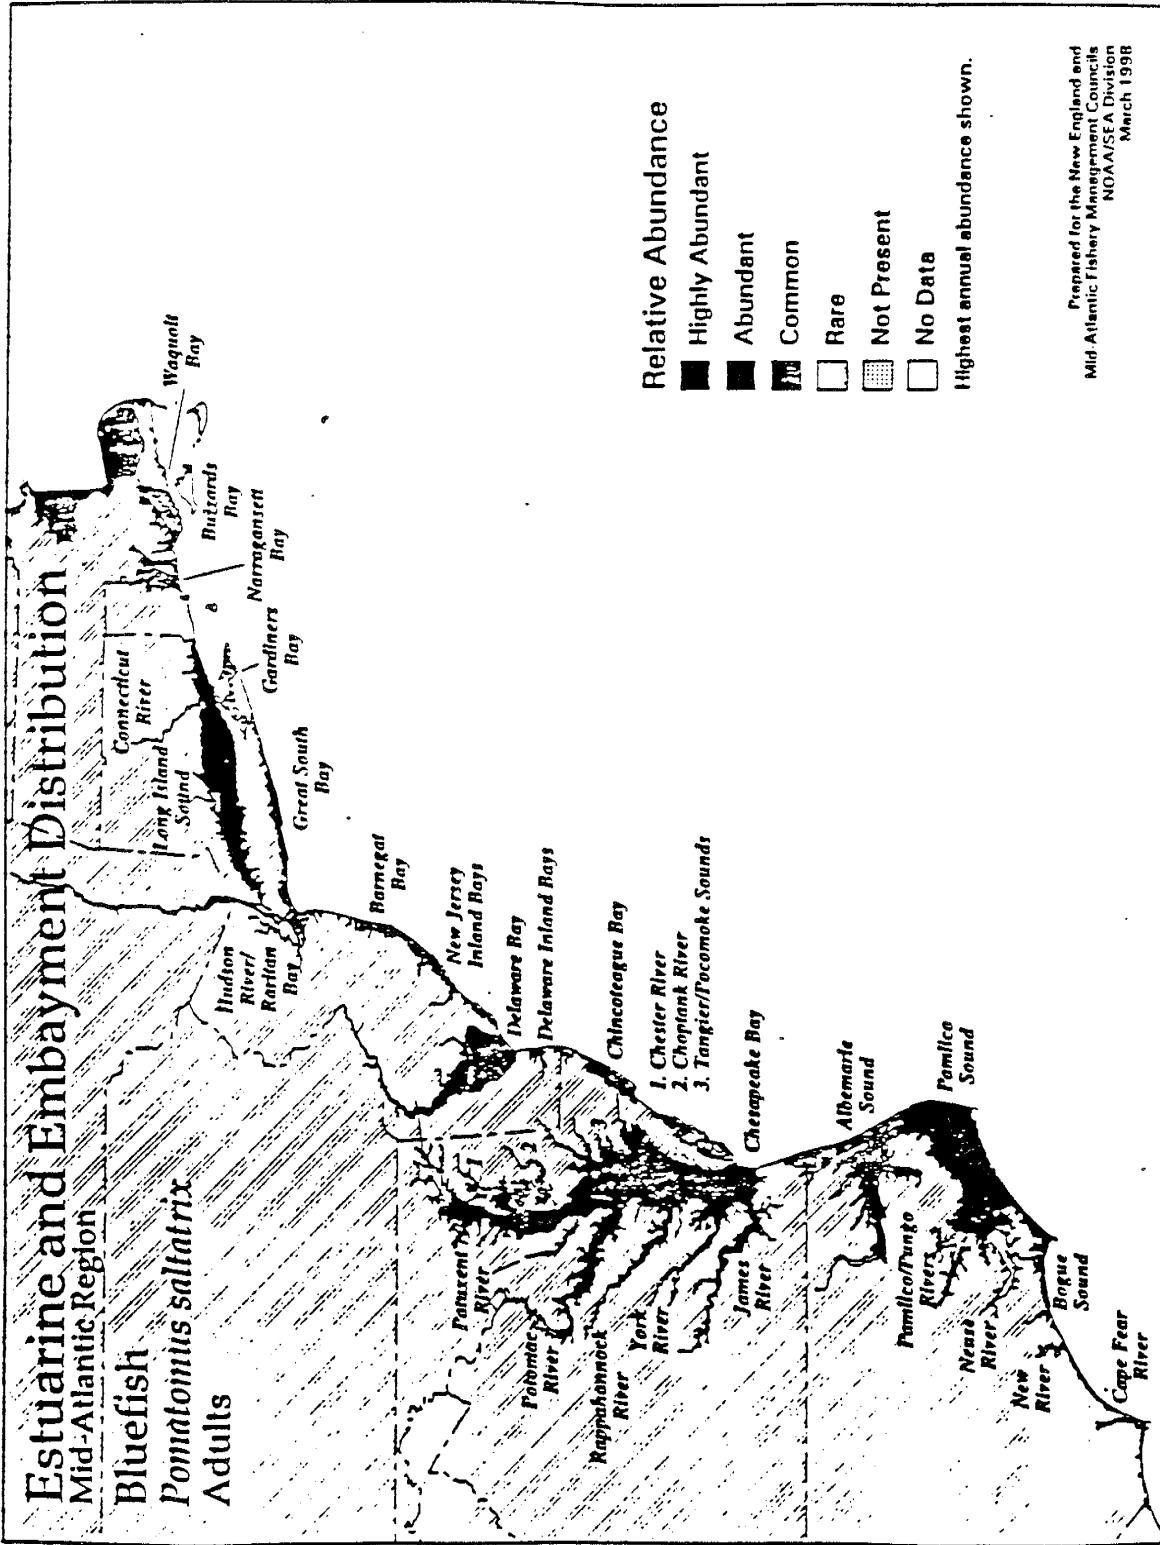 Estuarine and Embayment Distribution
Mid-Atlantic Region
Bluefish
Pomatomus saltatrix
Adults
Waquoit
Bay
Buzzards
Bay
Narragansett
Bay
Connecticut
River
Gardiners
Bay
Long Island
Sound
Great South
Bay
Hudson
River/
Raritan
Bay
Barnegat
Bay
New Jersey
Inland Bays
Delaware Bay
Delaware Inland Bays
Chincoteague Bay
1. Chester River
2. Choptank River
3. Tangier/Pocomoke Sounds
Chesapeake Bay
1
2
3
Patuxent
River
Potomac
River
Rappahannock
River
York
River
James
River
Albemarle
Sound
Pamlico
Sound
Pamlico/Pungo
Rivers
Neuse
River
New
River
Bogue
Sound
Cape Fear
River
Relative Abundance
Highly Abundant
Abundant
Common
Rare
Not Present
No Data
Highest annual abundance shown.
Prepared for the New England and
Mid-Atlantic Fishery Management Councils
NOAA/SEA Division
March 1998